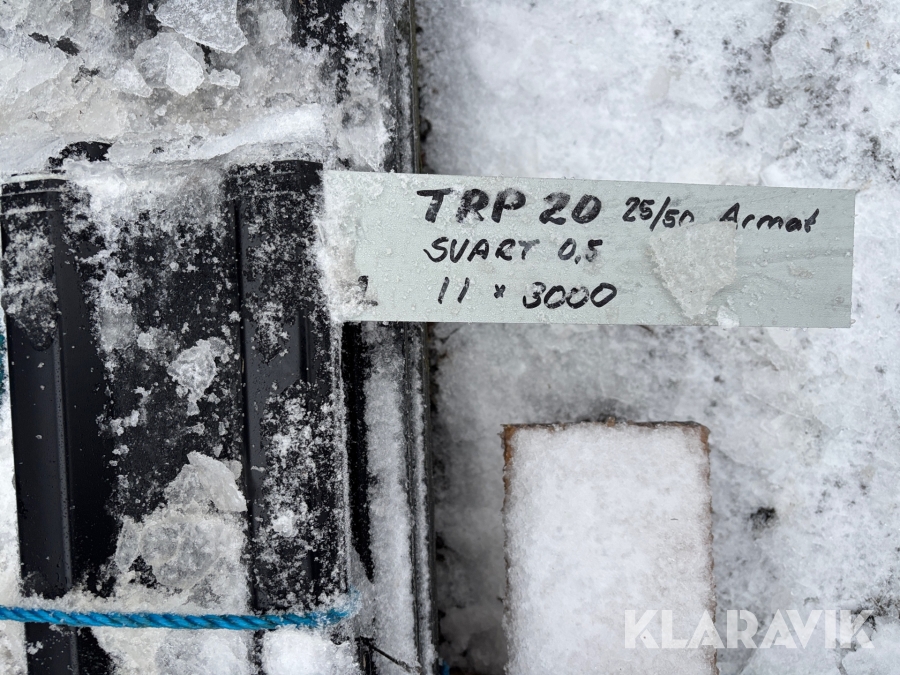 TRP 20 25/50 Armat
SVART 0,5
11 × 3000
KLARAVIK